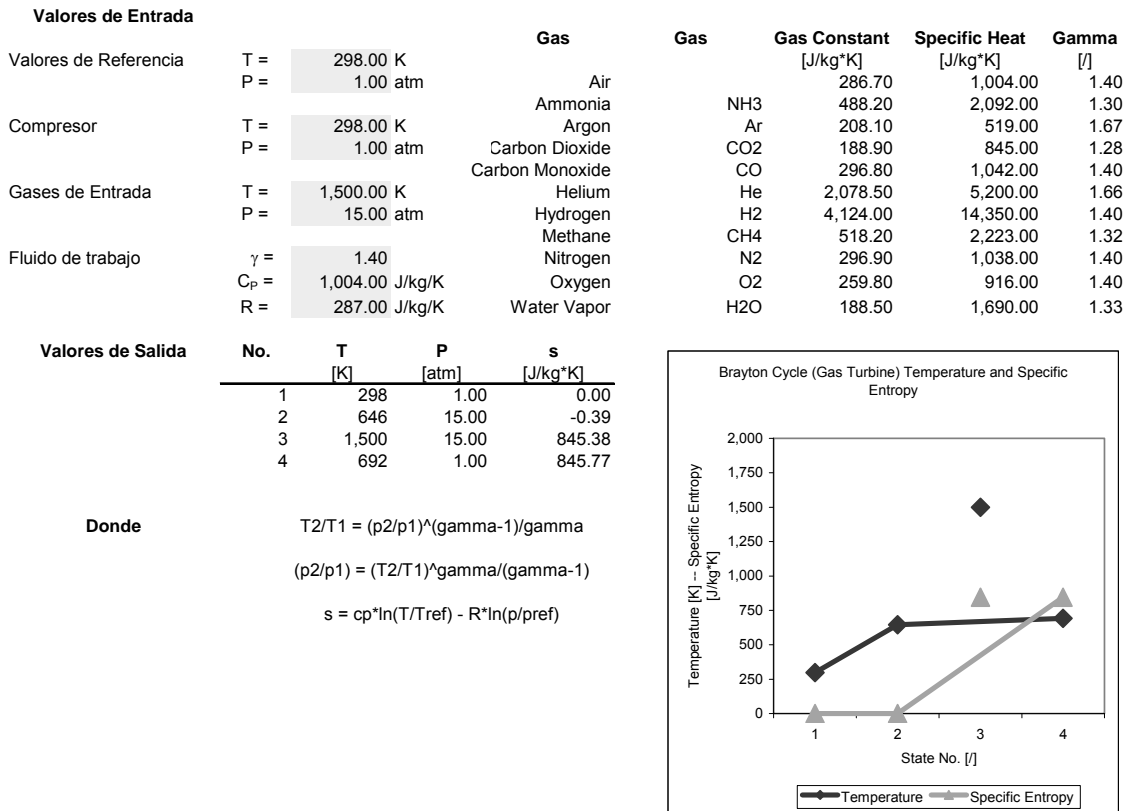 Valores de Entrada
Gas Gas Gas Constant Specific Heat Gamma
Valores de Referencia T = 298.00 K [J/kg*K] [J/kg*K] [/]
P = 1.00 atm Air 286.70 1,004.00 1.40
Ammonia NH3 488.20 2,092.00 1.30
Compresor T = 298.00 K Argon Ar 208.10 519.00 1.67
P = 1.00 atm Carbon Dioxide CO2 188.90 845.00 1.28
Carbon Monoxide CO 296.80 1,042.00 1.40
Gases de Entrada T = 1,500.00 K Helium He 2,078.50 5,200.00 1.66
P = 15.00 atm Hydrogen H2 4,124.00 14,350.00 1.40
Methane CH4 518.20 2,223.00 1.32
Fluido de trabajo γ = 1.40 Nitrogen N2 296.90 1,038.00 1.40
CP = 1,004.00 J/kg/K Oxygen O2 259.80 916.00 1.40
R = 287.00 J/kg/K Water Vapor H2O 188.50 1,690.00 1.33
Valores de Salida No. T P s
[K] [atm] [J/kg*K]
1 298 1.00 0.00
2 646 15.00 -0.39
3 1,500 15.00 845.38
4 692 1.00 845.77
Donde T2/T1 = (p2/p1)^(gamma-1)/gamma
(p2/p1) = (T2/T1)^gamma/(gamma-1)
s = cp*ln(T/Tref) - R*ln(p/pref)
Brayton Cycle (Gas Turbine) Temperature and Specific
Entropy
Temperature [K] -- Specific Entropy
[J/kg*K]
2,000
1,750
1,500
1,250
1,000
750
500
250
0
1 2 3 4
State No. [/]
Temperature Specific Entropy